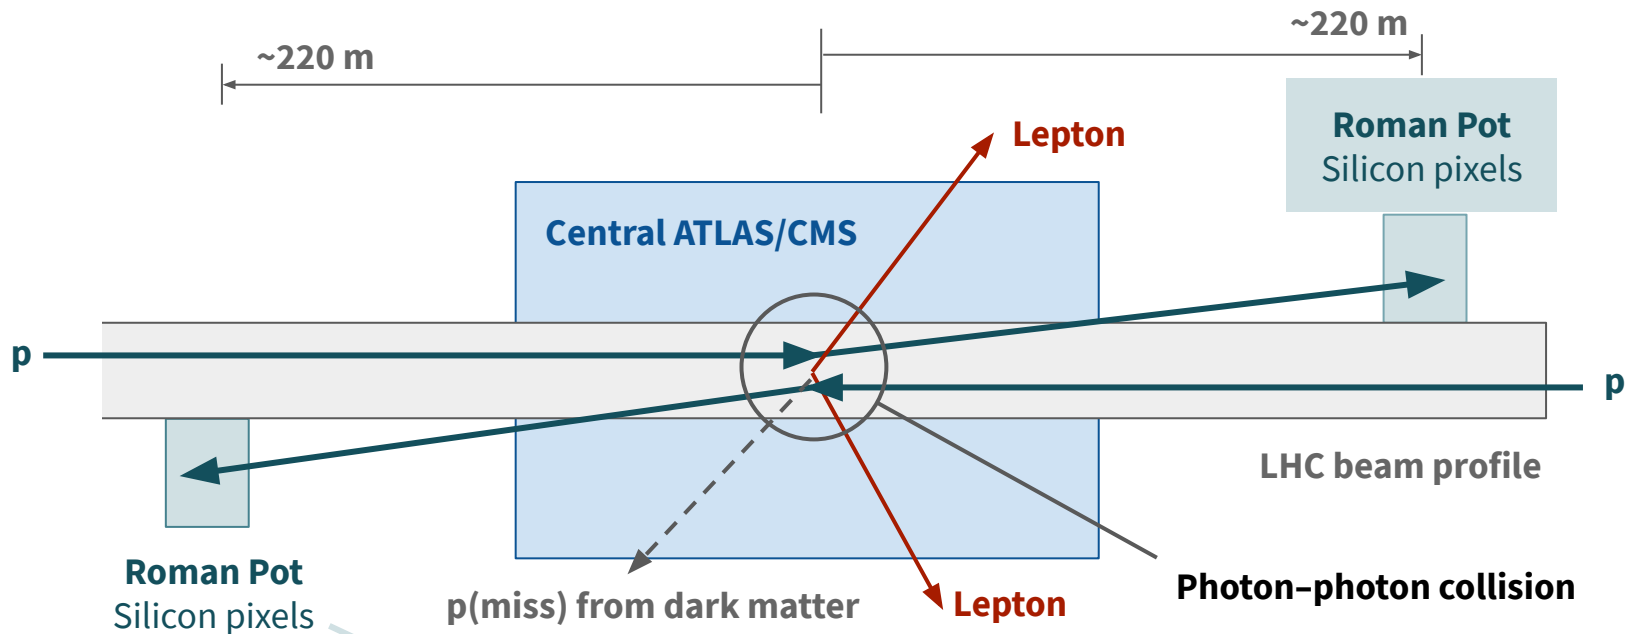 ~220 m
~220 m
Roman Pot
Silicon pixels
Lepton
Central ATLAS/CMS
p
p
LHC beam profile
Roman Pot
Silicon pixels
p(miss) from dark matter
Lepton
Photon–photon collision